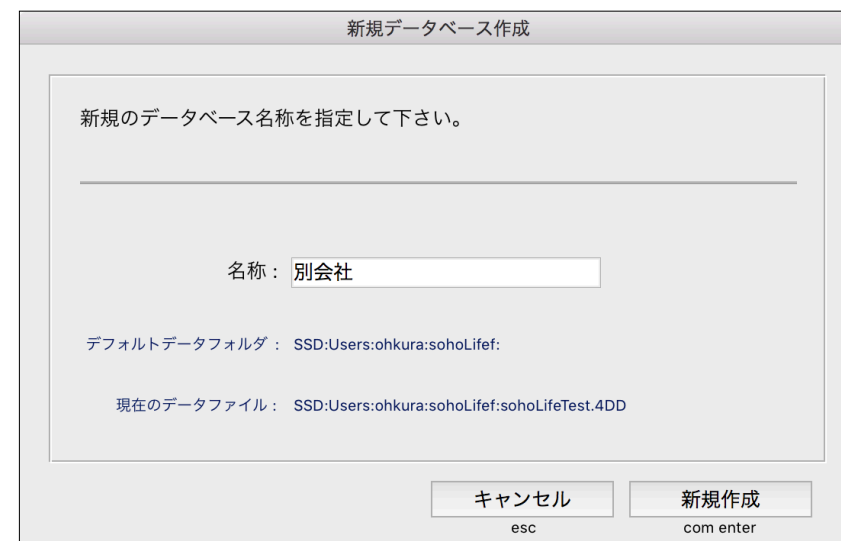 新規データベース作成
新規のデータベース名称を指定して下さい。
名称： 別会社
デフォルトデータフォルダ： SSD:Users:ohkura:sohoLifef:
現在のデータファイル： SSD:Users:ohkura:sohoLifef:sohoLifeTest.4DD
キャンセル 新規作成
esc com enter